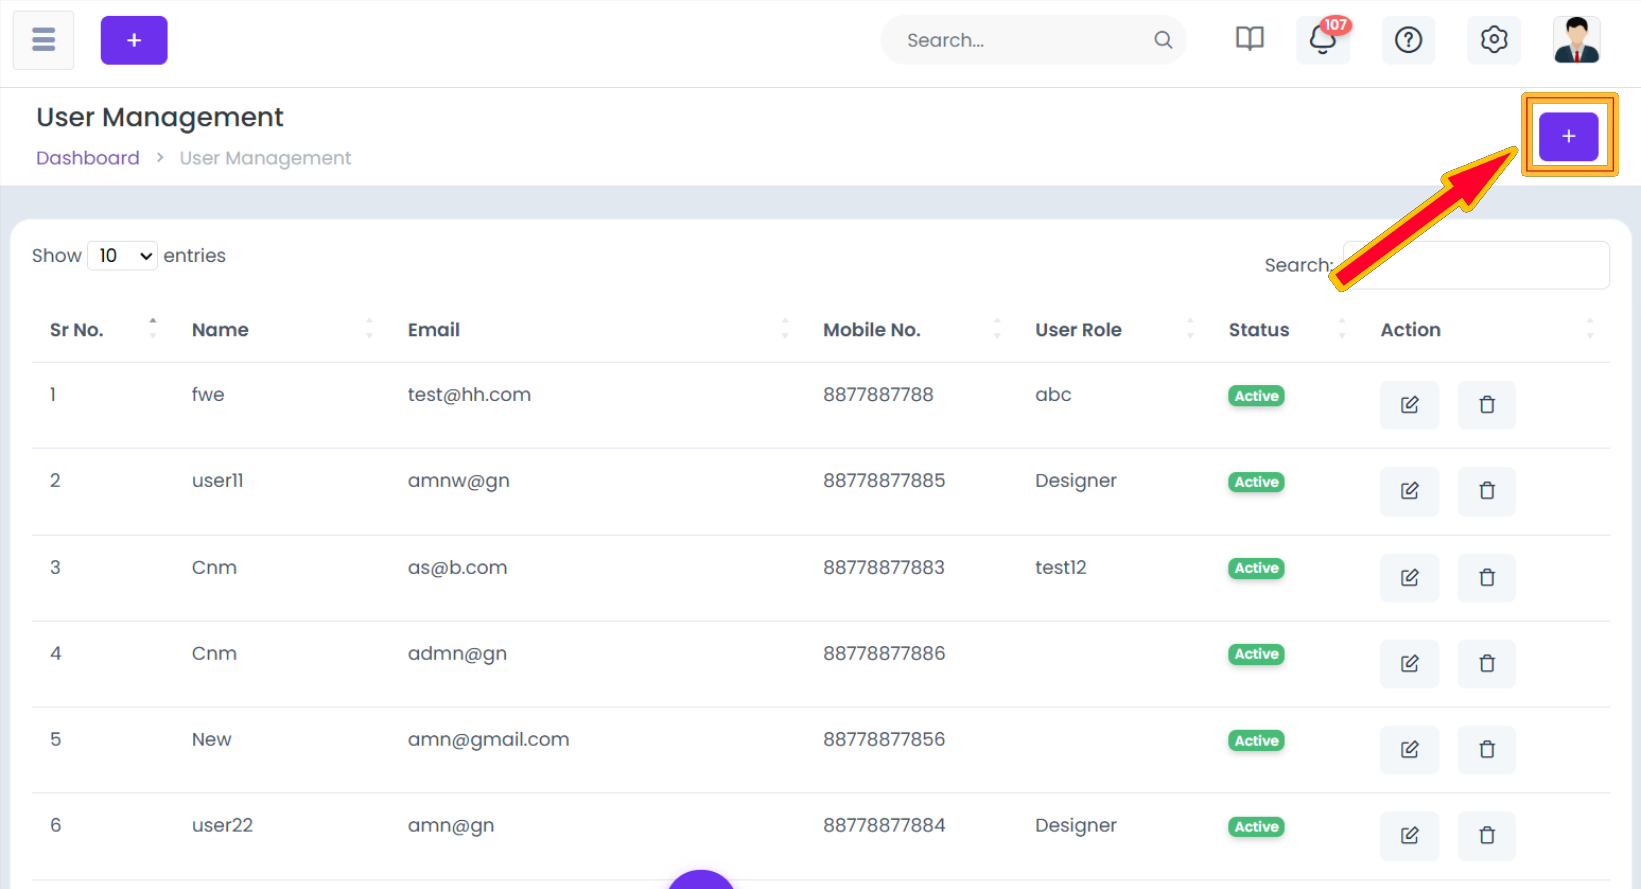 +
Search...
107
User Management
Dashboard > User Management
+
Show 10 entries
Search:
Sr No. Name Email Mobile No. User Role Status Action
1 fwe test@hh.com 8877887788 abc Active
2 user11 amnw@gn 88778877885 Designer Active
3 Cnm as@b.com 88778877883 test12 Active
4 Cnm admn@gn 88778877886 Active
5 New amn@gmail.com 88778877856 Active
6 user22 amn@gn 88778877884 Designer Active